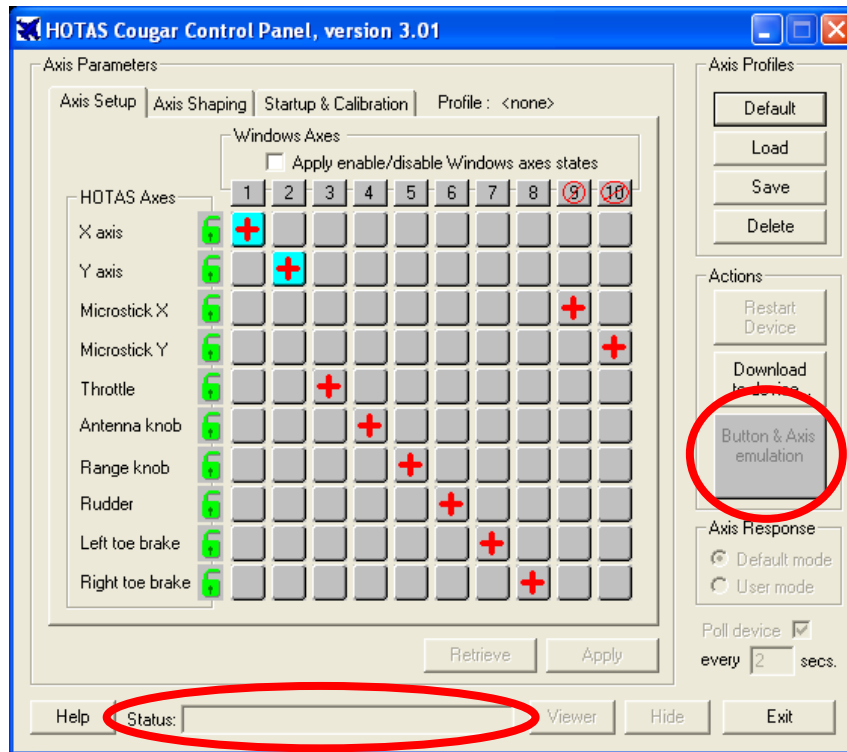 HOTAS Cougar Control Panel, version 3.01
Axis Parameters
Axis Setup
Axis Shaping
Startup & Calibration
Profile : <none>
Windows Axes
Apply enable/disable Windows axes states
HOTAS Axes
1 2 3 4 5 6 7 8 9 10
X axis
Y axis
Microstick X
Microstick Y
Throttle
Antenna knob
Range knob
Rudder
Left toe brake
Right toe brake
Retrieve
Apply
Axis Profiles
Default
Load
Save
Delete
Actions
Restart
Device
Download
to device...
Button & Axis
emulation
Axis Response
Default mode
User mode
Poll device
every 2 secs.
Help
Status:
Viewer
Hide
Exit